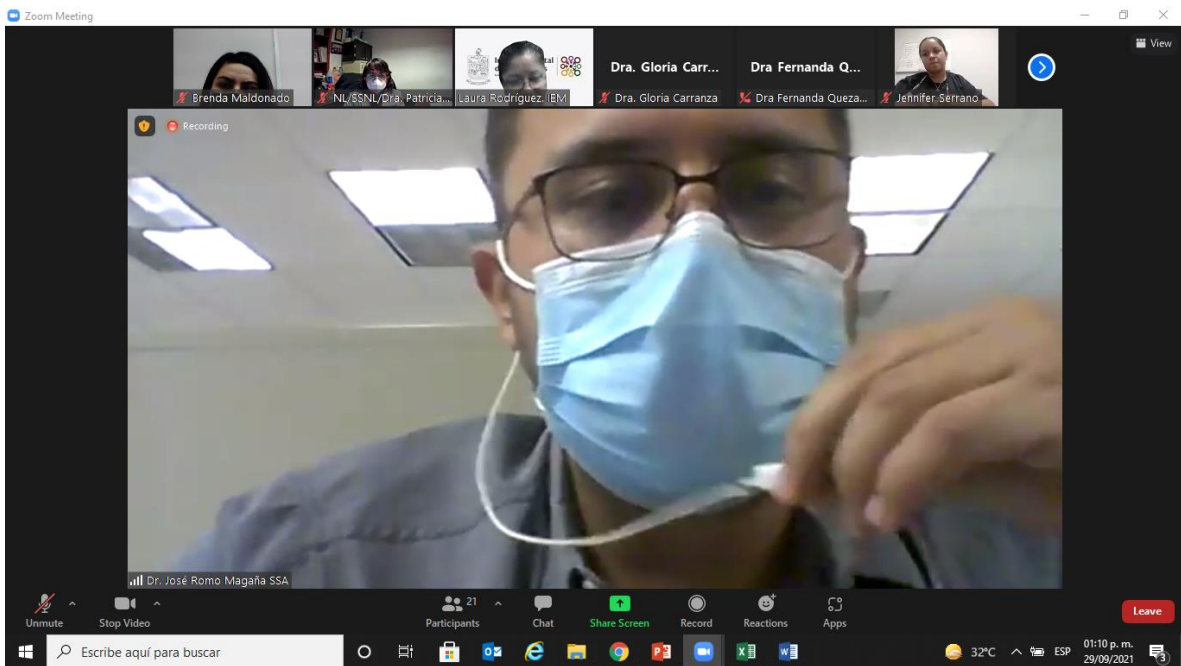 Zoom Meeting
View
Dra. Gloria Carr...
Dra Fernanda Q...
Brenda Maldonado
NL/SSNL/Dra. Patricia...
Laura Rodríguez. IEM
Dra. Gloria Carranza
Dra Fernanda Queza...
Jennifer Serrano
Recording
Dr. José Romo Magaña SSA
21
Unmute
Stop Video
Participants
Chat
Share Screen
Record
Reactions
Apps
Leave
Escribe aquí para buscar
32°C
ESP
01:10 p. m.
29/09/2021
3